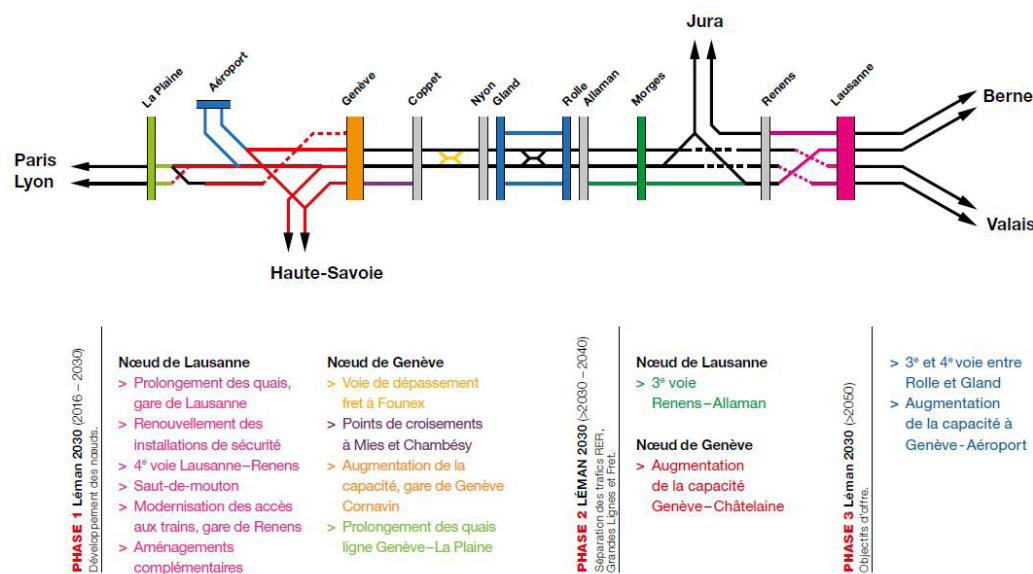 Jura
La Plaine
Aéroport
Genève
Coppet
Nyon
Gland
Rolle
Allaman
Morges
Renens
Lausanne
Berne
Paris
Lyon
Valais
Haute-Savoie
PHASE 1 Léman 2030 (2016 – 2030)
Développement des nœuds.
Nœud de Lausanne
> Prolongement des quais,
gare de Lausanne
> Renouvellement des
installations de sécurité
> 4e voie Lausanne–Renens
> Saut-de-mouton
> Modernisation des accès
aux trains, gare de Renens
> Aménagements
complémentaires
Nœud de Genève
> Voie de dépassement
fret à Founex
> Points de croisements
à Mies et Chambésy
> Augmentation de la
capacité, gare de Genève
Cornavin
> Prolongement des quais
ligne Genève–La Plaine
PHASE 2 LÉMAN 2030 (>2030 – 2040)
Séparation des trafics RER,
Grandes Lignes et Fret.
Nœud de Lausanne
> 3e voie
Renens–Allaman
Nœud de Genève
> Augmentation
de la capacité
Genève–Châtelaine
PHASE 3 Léman 2030 (>2050)
Objectifs d'offre.
> 3e et 4e voie entre
Rolle et Gland
> Augmentation
de la capacité à
Genève-Aéroport